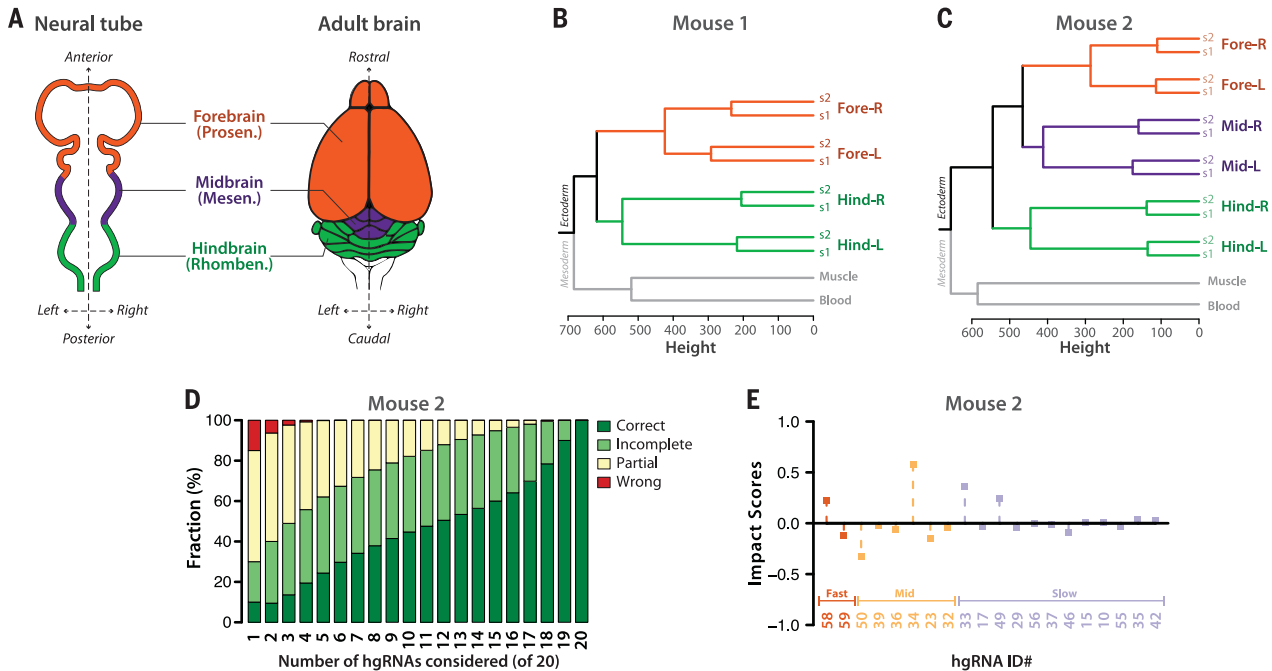 A
Neural tube
Adult brain
Anterior
Rostral
Forebrain
(Prosen.)
Midbrain
(Mesen.)
Hindbrain
(Rhomben.)
Left
Right
Left
Right
Posterior
Caudal
B
Mouse 1
s2
Fore-R
s1
s2
Fore-L
s1
s2
Hind-R
s1
s2
Hind-L
s1
Ectoderm
Mesoderm
Muscle
Blood
700 600 500 400 300 200 100 0
Height
C
Mouse 2
s2
Fore-R
s1
s2
Fore-L
s1
s2
Mid-R
s1
s2
Mid-L
s1
s2
Hind-R
s1
s2
Hind-L
s1
Ectoderm
Mesoderm
Muscle
Blood
600 500 400 300 200 100 0
Height
D
Mouse 2
Fraction (%)
100
80
60
40
20
0
Correct
Incomplete
Partial
Wrong
1 2 3 4 5 6 7 8 9 10 11 12 13 14 15 16 17 18 19 20
Number of hgRNAs considered (of 20)
E
Mouse 2
Impact Scores
1.0
0.5
0.0
−0.5
−1.0
Fast Mid Slow
58 59 50 39 36 34 23 32 33 17 49 29 56 37 46 15 10 55 35 42
hgRNA ID#